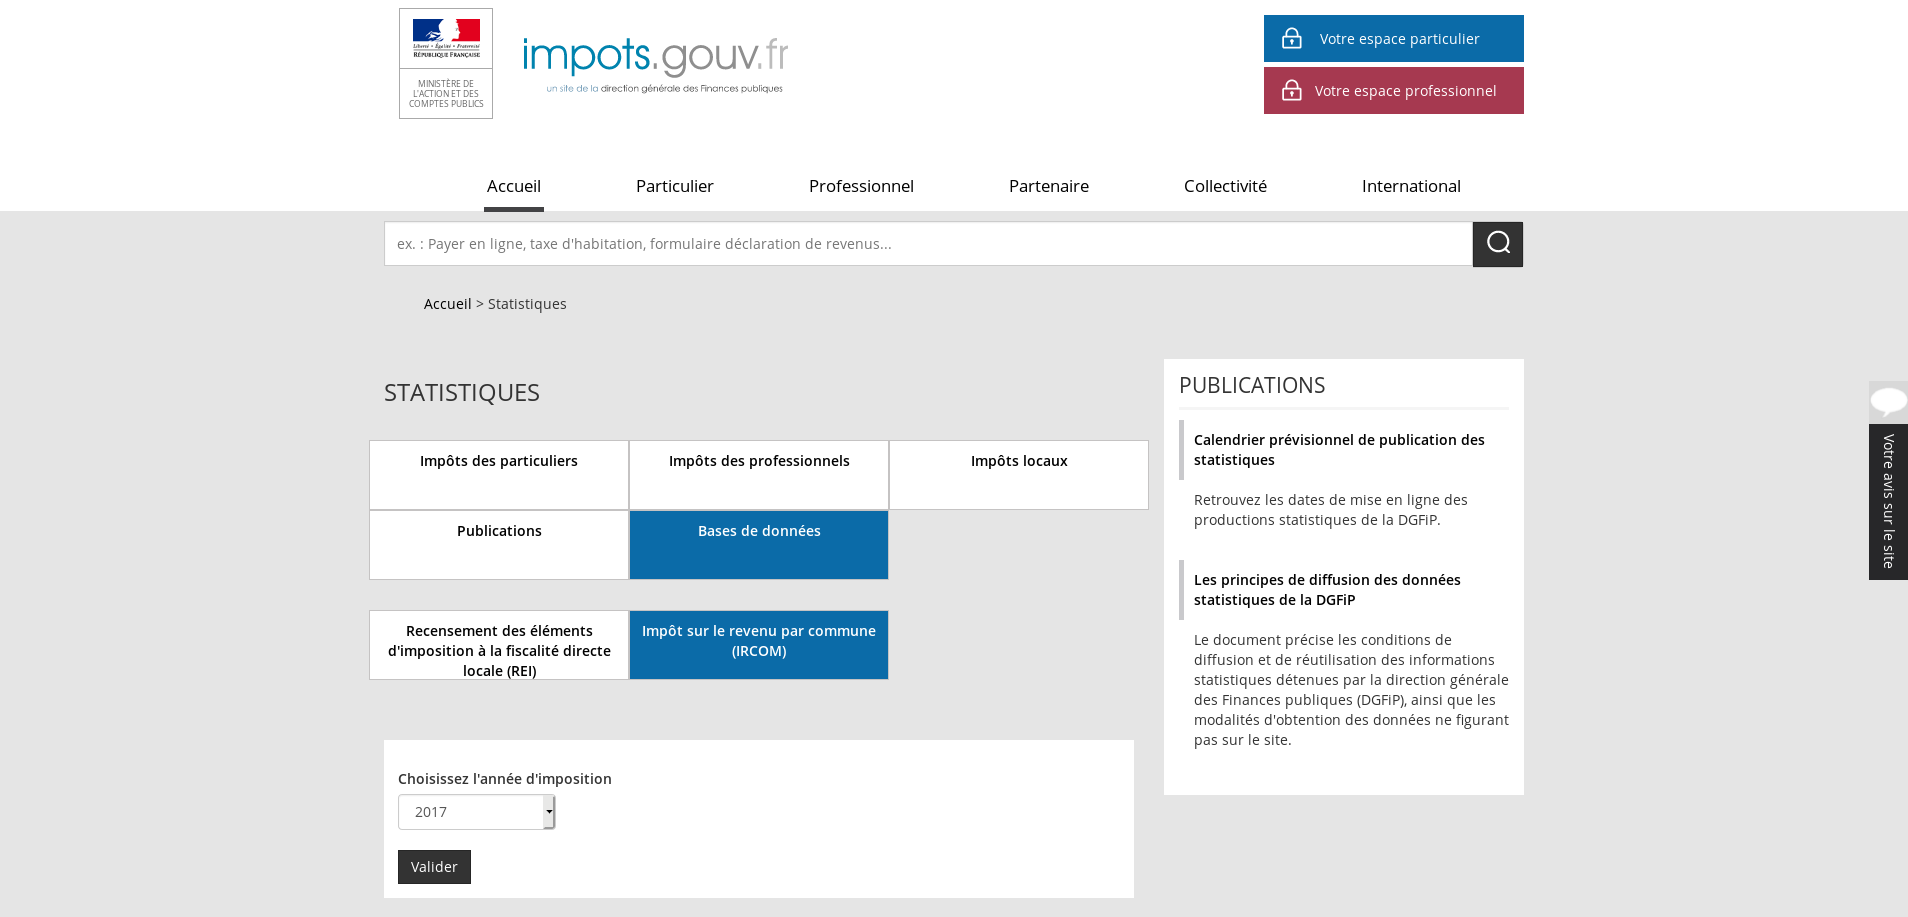 Liberté • Égalité • Fraternité
RÉPUBLIQUE FRANÇAISE
MINISTÈRE DE
L'ACTION ET DES
COMPTES PUBLICS
impots.gouv.fr
un site de la direction générale des Finances publiques
Votre espace particulier
Votre espace professionnel
Accueil
Particulier
Professionnel
Partenaire
Collectivité
International
ex. : Payer en ligne, taxe d'habitation, formulaire déclaration de revenus...
Accueil > Statistiques
STATISTIQUES
Impôts des particuliers
Impôts des professionnels
Impôts locaux
Publications
Bases de données
Recensement des éléments
d'imposition à la fiscalité directe
locale (REI)
Impôt sur le revenu par commune
(IRCOM)
Choisissez l'année d'imposition
2017
Valider
PUBLICATIONS
Calendrier prévisionnel de publication des
statistiques
Retrouvez les dates de mise en ligne des
productions statistiques de la DGFiP.
Les principes de diffusion des données
statistiques de la DGFiP
Le document précise les conditions de
diffusion et de réutilisation des informations
statistiques détenues par la direction générale
des Finances publiques (DGFiP), ainsi que les
modalités d'obtention des données ne figurant
pas sur le site.
Votre avis sur le site